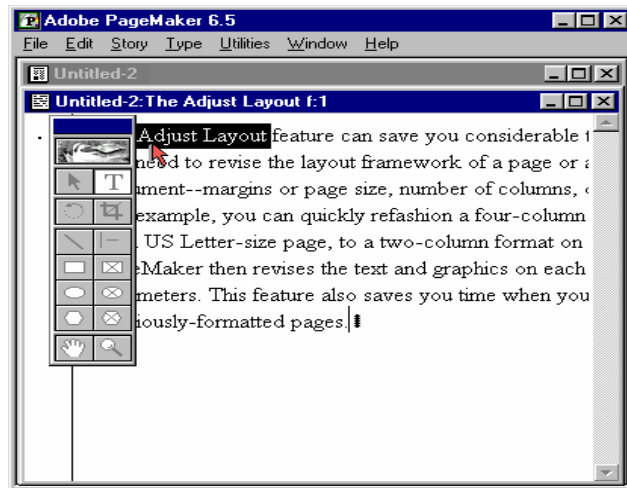 Adobe PageMaker 6.5
File Edit Story Type Utilities Window Help
Untitled-2
Untitled-2:The Adjust Layout f:1
Adjust Layout feature can save you considerable
need to revise the layout framework of a page or
ument--margins or page size, number of columns,
example, you can quickly refashion a four-column
US Letter-size page, to a two-column format on
eMaker then revises the text and graphics on each
meters. This feature also saves you time when you
iously-formatted pages.
T